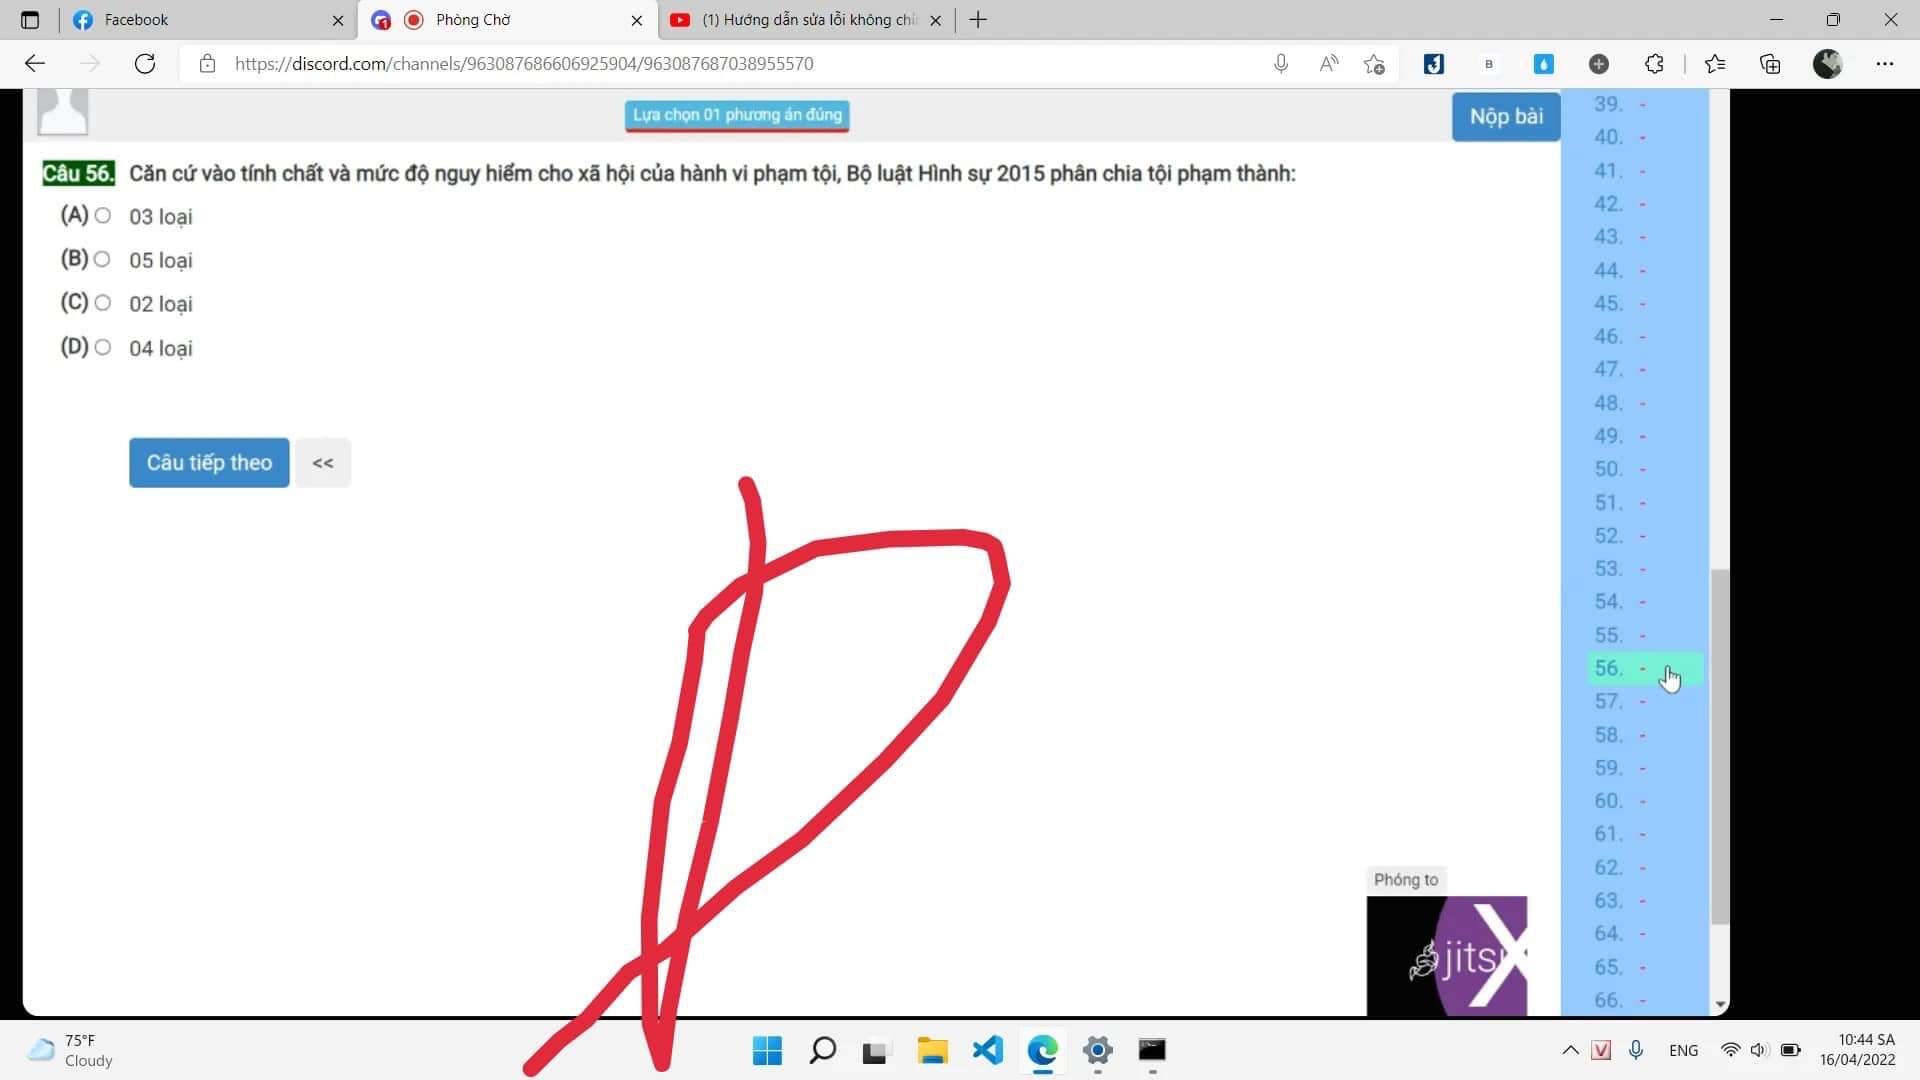 Facebook
Phòng Chờ
(1) Hướng dẫn sửa lỗi không chỉ
https://discord.com/channels/963087686606925904/963087687038955570
Lựa chọn 01 phương án đúng
Nộp bài
Câu 56. Căn cứ vào tính chất và mức độ nguy hiểm cho xã hội của hành vi phạm tội, Bộ luật Hình sự 2015 phân chia tội phạm thành:
(A) 03 loại
(B) 05 loại
(C) 02 loại
(D) 04 loại
Câu tiếp theo <<
39. -
40. -
41. -
42. -
43. -
44. -
45. -
46. -
47. -
48. -
49. -
50. -
51. -
52. -
53. -
54. -
55. -
56. -
57. -
58. -
59. -
60. -
61. -
62. -
63. -
64. -
65. -
66. -
Phóng to
jitsi
75°F
Cloudy
ENG
10:44 SA
16/04/2022